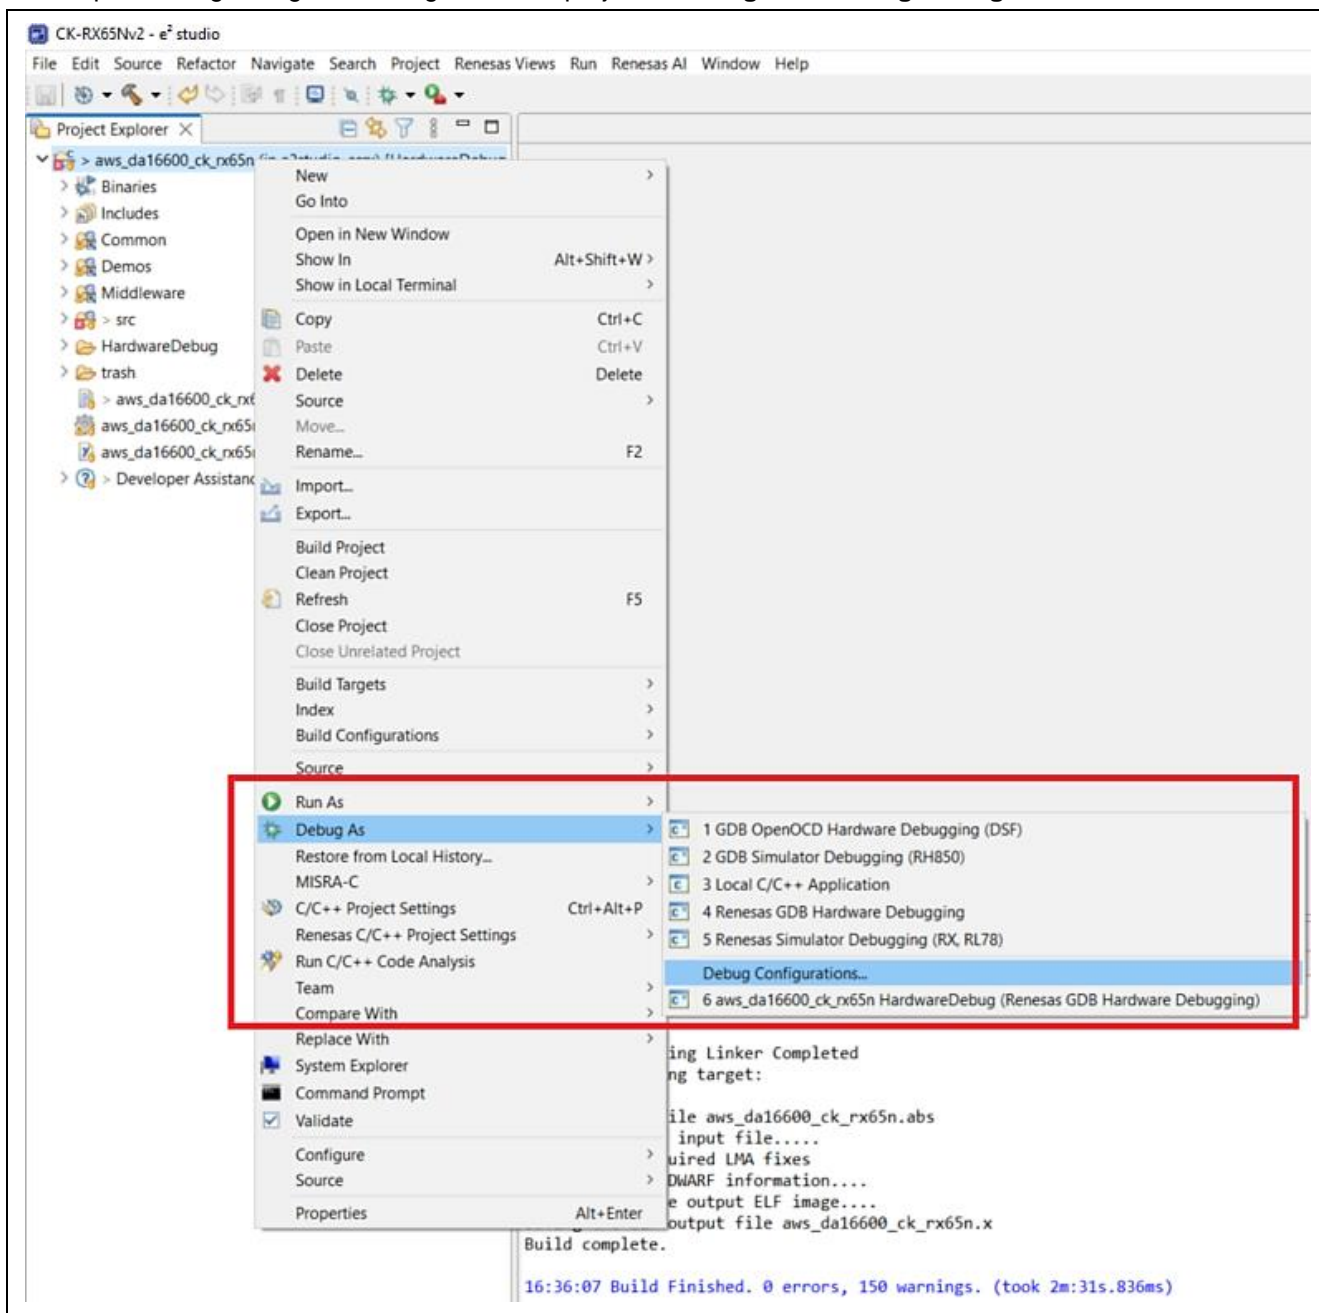 CK-RX65Nv2 - e² studio
File Edit Source Refactor Navigate Search Project Renesas Views Run Renesas AI Window Help
Project Explorer
> aws_da16600_ck_rx65n
Binaries
Includes
Common
Demos
Middleware
> src
HardwareDebug
trash
> aws_da16600_ck_rx6
aws_da16600_ck_rx65
aws_da16600_ck_rx65
> Developer Assistanc
New
Go Into
Open in New Window
Show In Alt+Shift+W >
Show in Local Terminal
Copy Ctrl+C
Paste Ctrl+V
Delete Delete
Source
Move...
Rename... F2
Import...
Export...
Build Project
Clean Project
Refresh F5
Close Project
Close Unrelated Project
Build Targets
Index
Build Configurations
Source
Run As
Debug As
Restore from Local History...
MISRA-C
C/C++ Project Settings Ctrl+Alt+P
Renesas C/C++ Project Settings
Run C/C++ Code Analysis
Team
Compare With
Replace With
System Explorer
Command Prompt
Validate
Configure
Source
Properties Alt+Enter
1 GDB OpenOCD Hardware Debugging (DSF)
2 GDB Simulator Debugging (RH850)
3 Local C/C++ Application
4 Renesas GDB Hardware Debugging
5 Renesas Simulator Debugging (RX, RL78)
Debug Configurations...
6 aws_da16600_ck_rx65n HardwareDebug (Renesas GDB Hardware Debugging)
ing Linker Completed
ng target:
ile aws_da16600_ck_rx65n.abs
input file.....
uired LMA fixes
DWARF information....
e output ELF image....
output file aws_da16600_ck_rx65n.x
Build complete.
16:36:07 Build Finished. 0 errors, 150 warnings. (took 2m:31s.836ms)